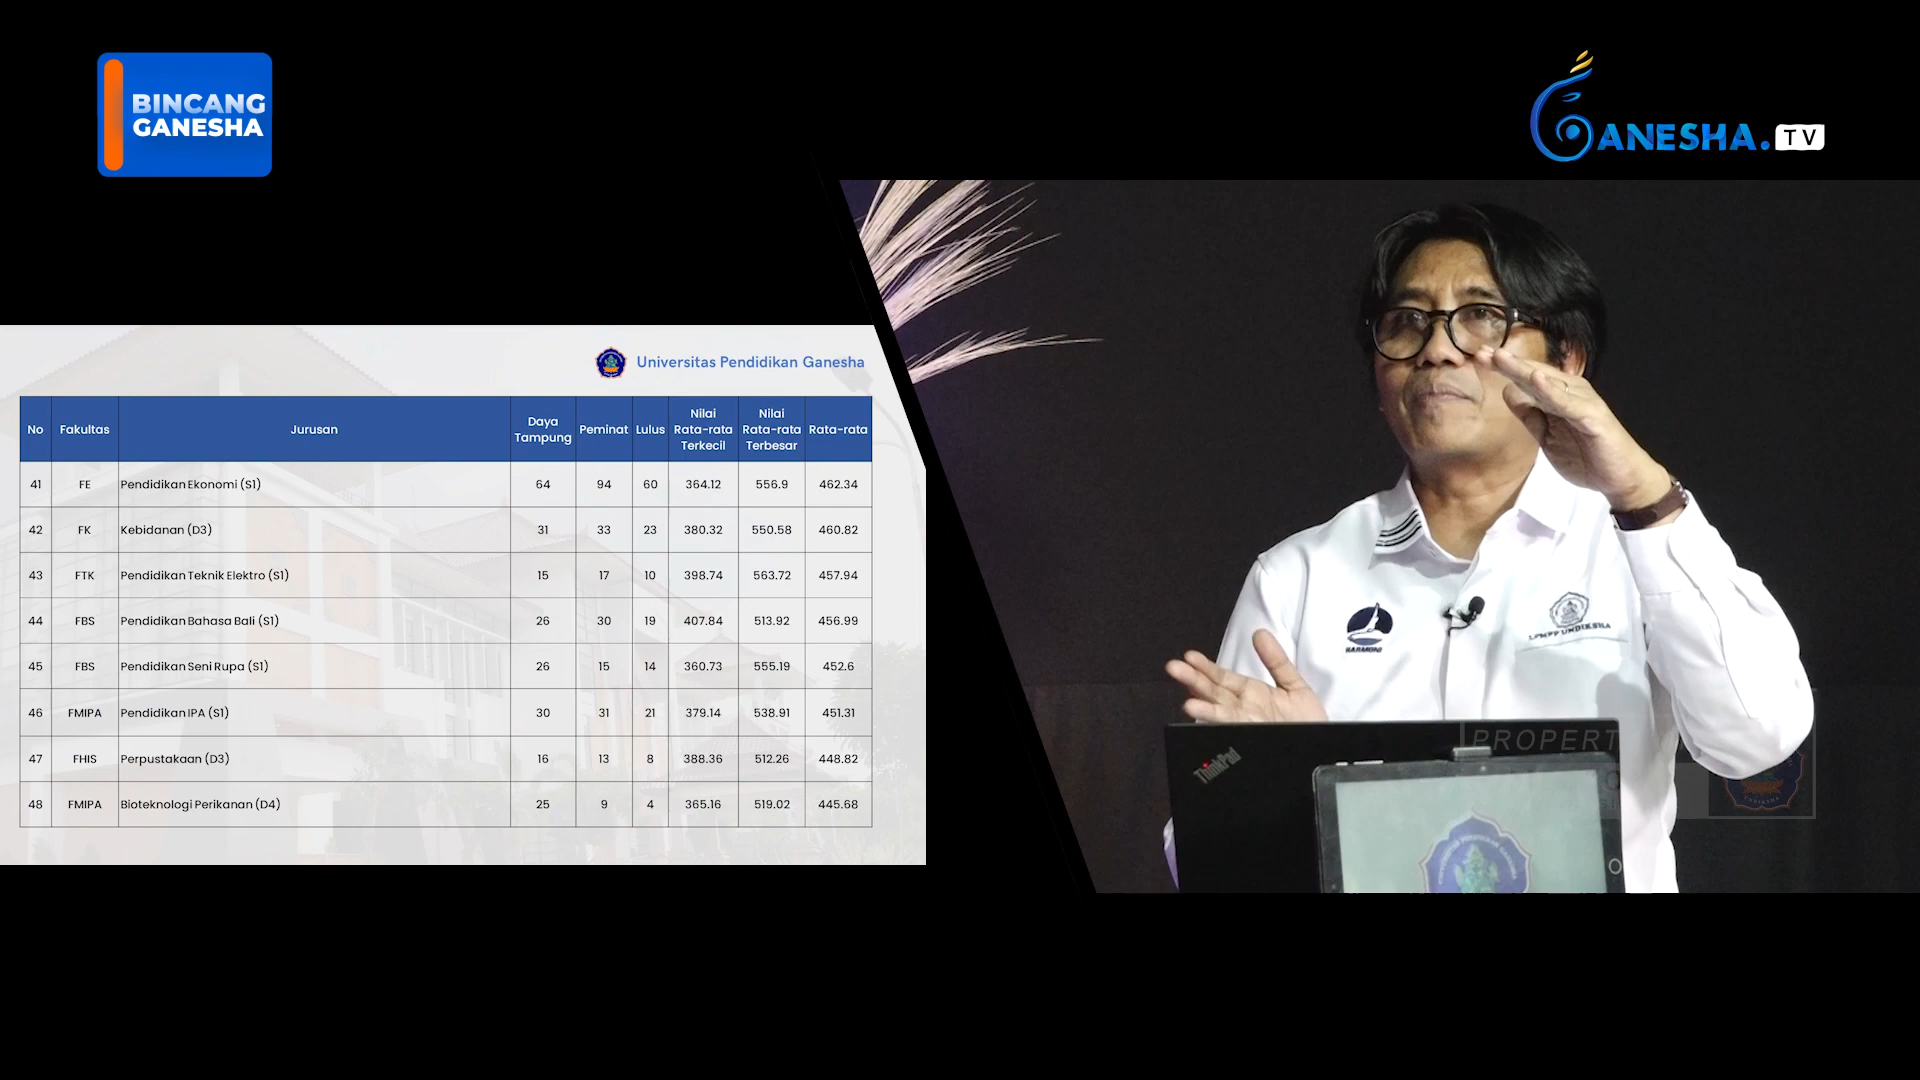 BINCANG
GANESHA
GANESHA.TV
Universitas Pendidikan Ganesha
No Fakultas Jurusan Daya Tampung Peminat Lulus Nilai Rata-rata Terkecil Nilai Rata-rata Terbesar Rata-rata
41 FE Pendidikan Ekonomi (S1) 64 94 60 364.12 556.9 462.34
42 FK Kebidanan (D3) 31 33 23 380.32 550.58 460.82
43 FTK Pendidikan Teknik Elektro (S1) 15 17 10 398.74 563.72 457.94
44 FBS Pendidikan Bahasa Bali (S1) 26 30 19 407.84 513.92 456.99
45 FBS Pendidikan Seni Rupa (S1) 26 15 14 360.73 555.19 452.6
46 FMIPA Pendidikan IPA (S1) 30 31 21 379.14 538.91 451.31
47 FHIS Perpustakaan (D3) 16 13 8 388.36 512.26 448.82
48 FMIPA Bioteknologi Perikanan (D4) 25 9 4 365.16 519.02 445.68
HARMONI
LPMPP UNDIKSHA
PROPERT
ThinkPad